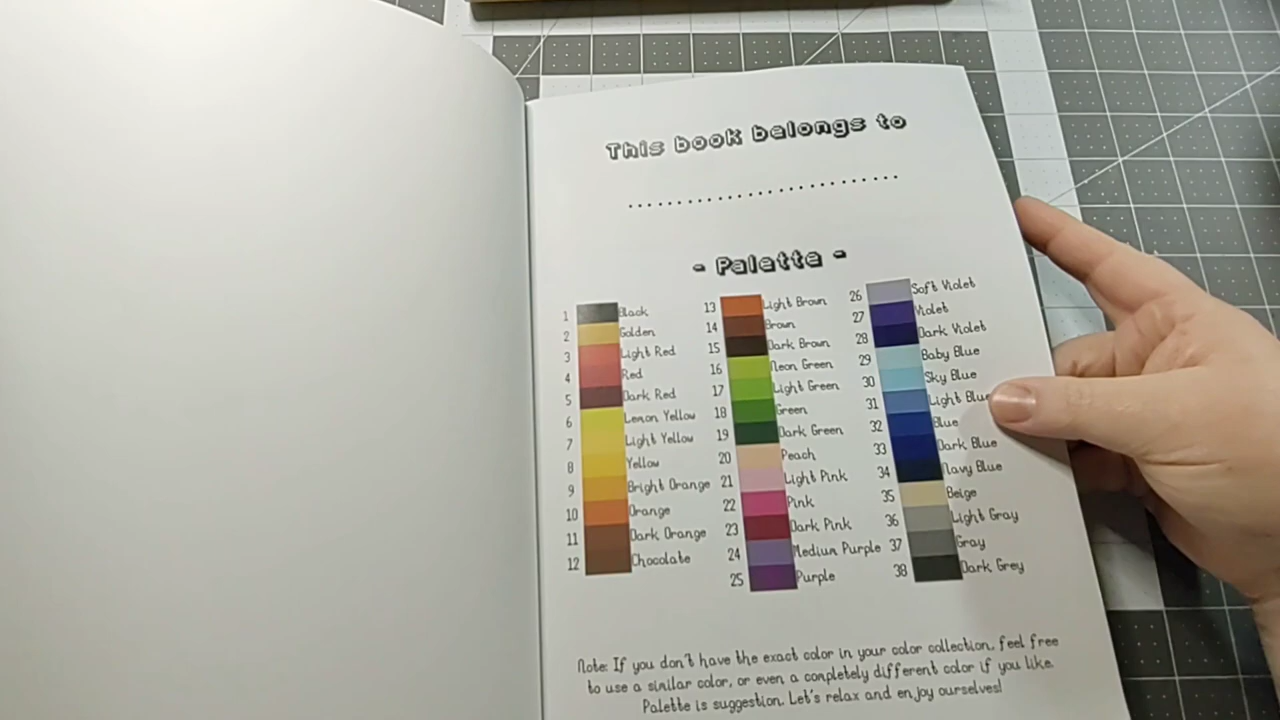 This book belongs to
..............................
- Palette -
1 Black
2 Golden
3 Light Red
4 Red
5 Dark Red
6 Lemon Yellow
7 Light Yellow
8 Yellow
9 Bright Orange
10 Orange
11 Dark Orange
12 Chocolate
13 Light Brown
14 Brown
15 Dark Brown
16 Neon Green
17 Light Green
18 Green
19 Dark Green
20 Peach
21 Light Pink
22 Pink
23 Dark Pink
24 Medium Purple
25 Purple
26 Soft Violet
27 Violet
28 Dark Violet
29 Baby Blue
30 Sky Blue
31 Light Blue
32 Blue
33 Dark Blue
34 Navy Blue
35 Beige
36 Light Gray
37 Gray
38 Dark Grey
Note: If you don't have the exact color in your color collection, feel free
to use a similar color, or even a completely different color if you like.
Palette is suggestion. Let's relax and enjoy ourselves!